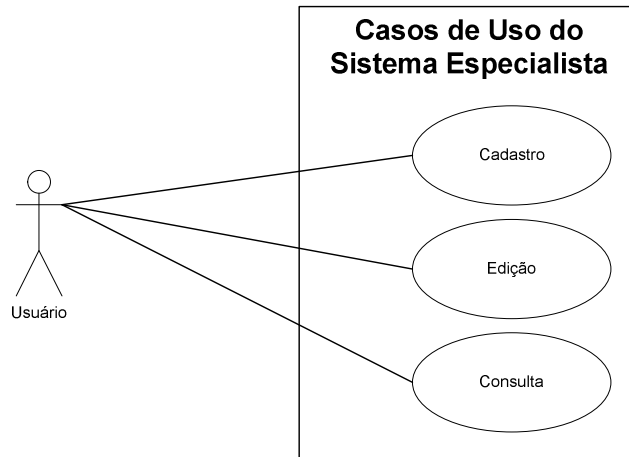 Casos de Uso do
Sistema Especialista
Cadastro
Edição
Consulta
Usuário